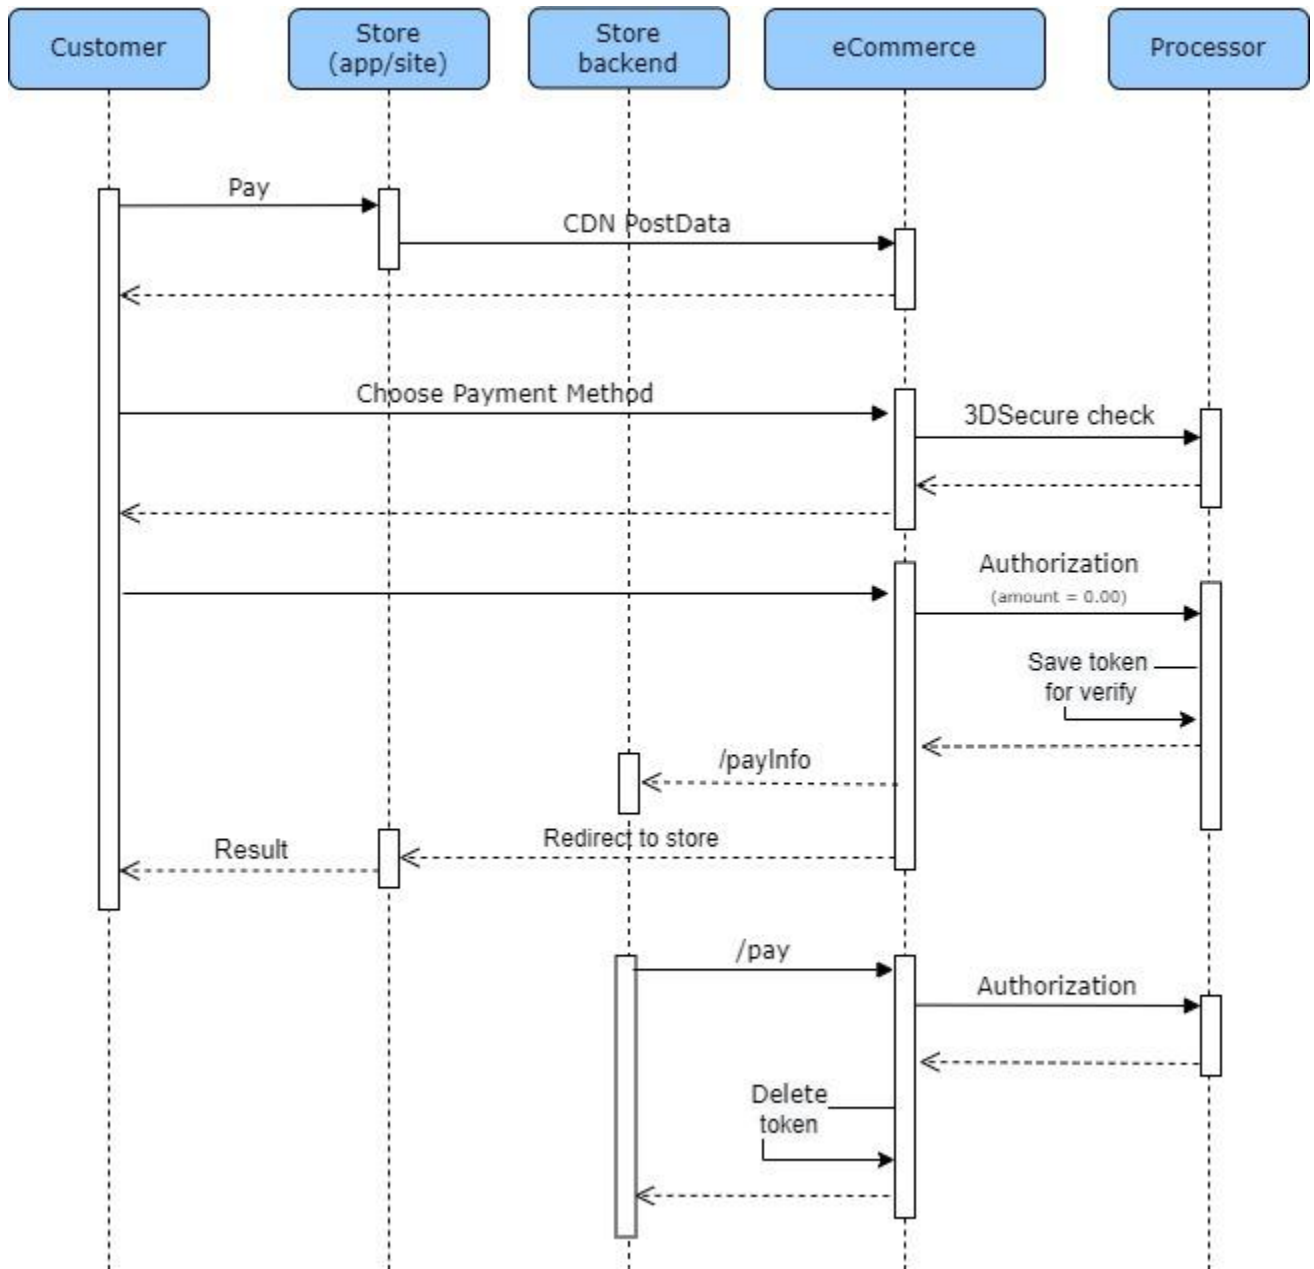 Customer
Store
(app/site)
Store
backend
eCommerce
Processor
Pay
CDN PostData
Choose Payment Method
3DSecure check
Authorization
(amount = 0.00)
Save token
for verify
/payInfo
Redirect to store
Result
/pay
Authorization
Delete
token